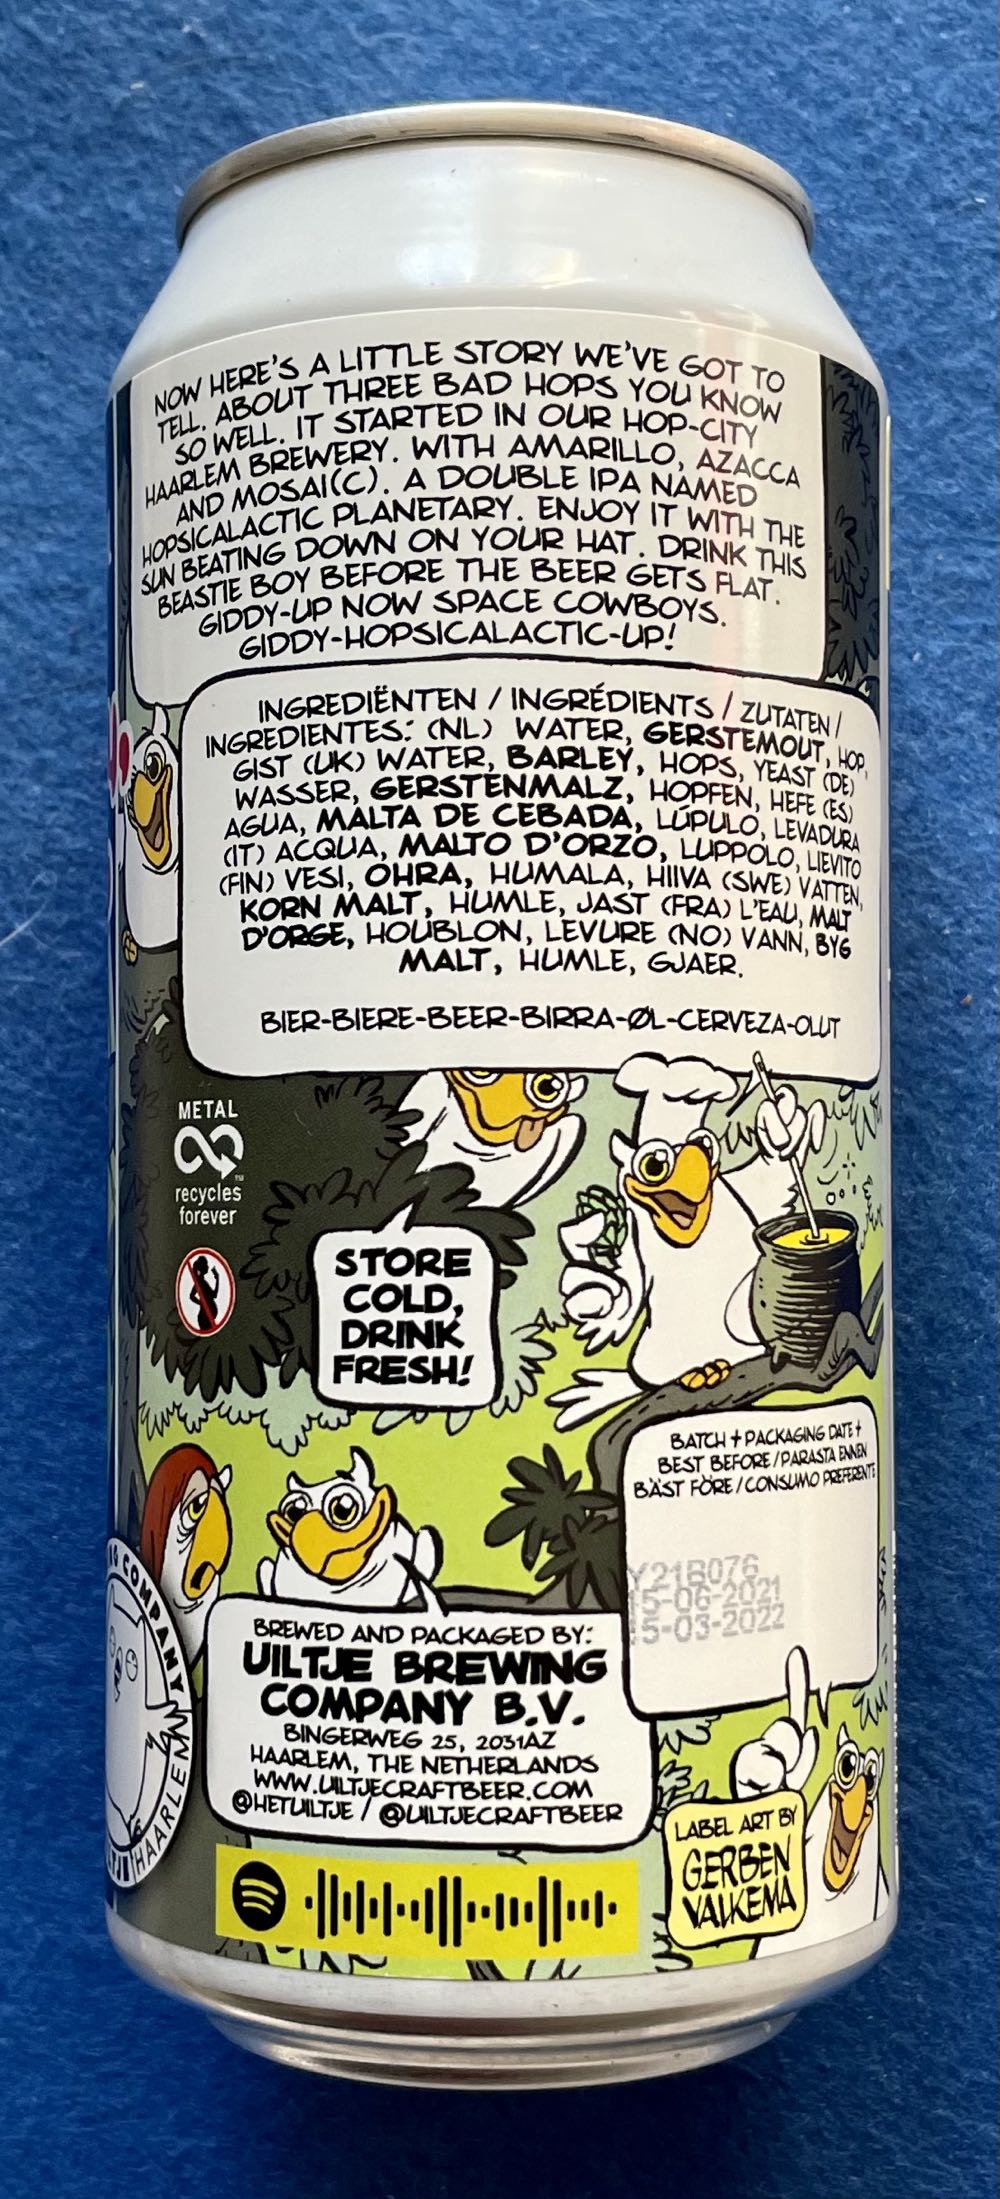 NOW HERE'S A LITTLE STORY WE'VE GOT TO
TELL. ABOUT THREE BAD HOPS YOU KNOW
SO WELL. IT STARTED IN OUR HOP-CITY
HAARLEM BREWERY. WITH AMARILLO, AZACCA
AND MOSAI(C). A DOUBLE IPA NAMED
HOPSICALACTIC PLANETARY. ENJOY IT WITH THE
SUN BEATING DOWN ON YOUR HAT. DRINK THIS
BEASTIE BOY BEFORE THE BEER GETS FLAT.
GIDDY-UP NOW SPACE COWBOYS.
GIDDY-HOPSICALACTIC-UP!
INGREDIËNTEN / INGRÉDIENTS / ZUTATEN /
INGREDIENTES: (NL) WATER, GERSTEMOUT, HOP,
GIST (UK) WATER, BARLEY, HOPS, YEAST (DE)
WASSER, GERSTENMALZ, HOPFEN, HEFE (ES)
AGUA, MALTA DE CEBADA, LÚPULO, LEVADURA
(IT) ACQUA, MALTO D'ORZO, LUPPOLO, LIEVITO
(FIN) VESI, OHRA, HUMALA, HIIVA (SWE) VATTEN,
KORN MALT, HUMLE, JAST (FRA) L'EAU, MALT
D'ORGE, HOUBLON, LEVURE (NO) VANN, BYG
MALT, HUMLE, GJAER.
BIER-BIERE-BEER-BIRRA-ØL-CERVEZA-OLUT
METAL
recycles
forever
STORE
COLD,
DRINK
FRESH!
BATCH + PACKAGING DATE +
BEST BEFORE / PARASTA ENNEN
BÄST FÖRE / CONSUMO PREFERENTE
Y21B076
15-06-2021
15-03-2022
BREWED AND PACKAGED BY:
UILTJE BREWING
COMPANY B.V.
BINGERWEG 25, 2031AZ
HAARLEM, THE NETHERLANDS
WWW.UILTJECRAFTBEER.COM
@HETUILTJE / @UILTJECRAFTBEER
COMPANY
HAARLEM
LABEL ART BY
GERBEN
VALKEMA